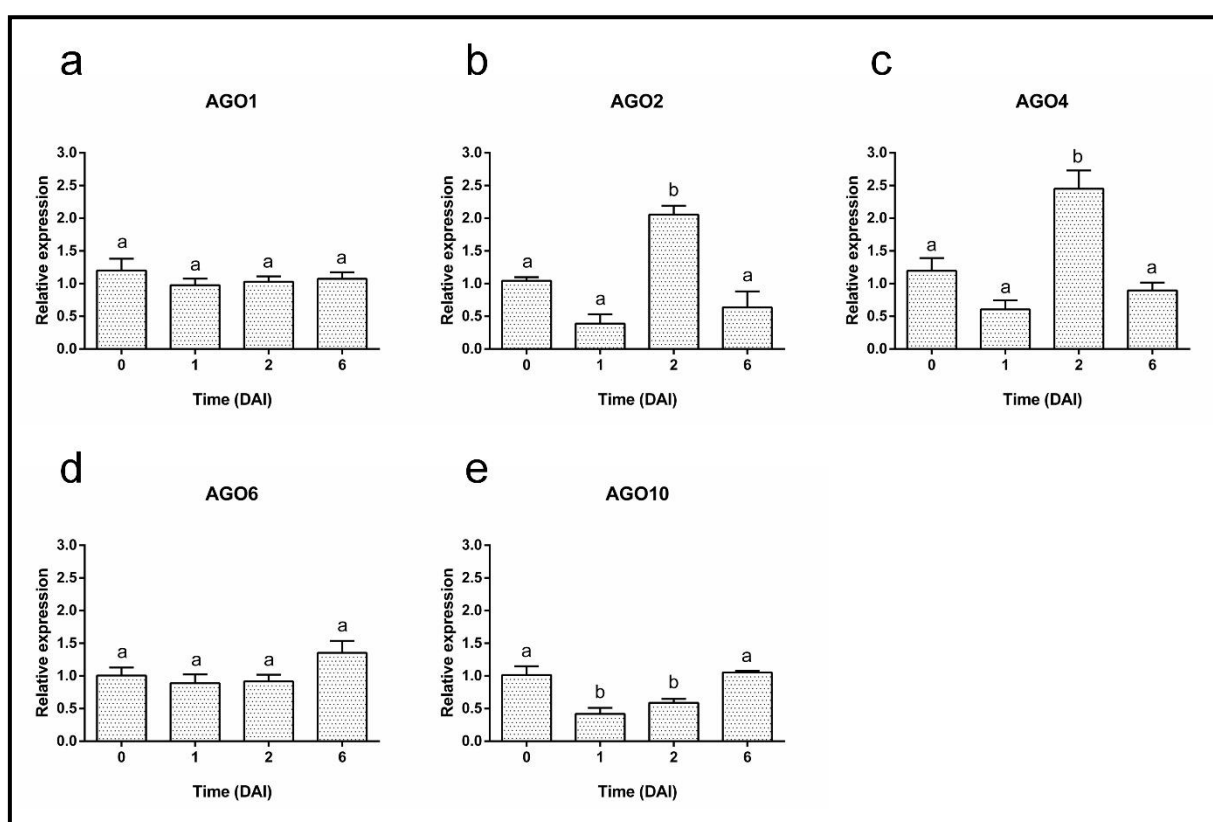 a
AGO1
Relative expression
3.0
2.5
2.0
1.5
1.0
0.5
0.0
a
a
a
a
0 1 2 6
Time (DAI)
b
AGO2
Relative expression
3.0
2.5
2.0
1.5
1.0
0.5
0.0
a
a
b
a
0 1 2 6
Time (DAI)
c
AGO4
Relative expression
3.0
2.5
2.0
1.5
1.0
0.5
0.0
a
a
b
a
0 1 2 6
Time (DAI)
d
AGO6
Relative expression
3.0
2.5
2.0
1.5
1.0
0.5
0.0
a
a
a
a
0 1 2 6
Time (DAI)
e
AGO10
Relative expression
3.0
2.5
2.0
1.5
1.0
0.5
0.0
a
b
b
a
0 1 2 6
Time (DAI)